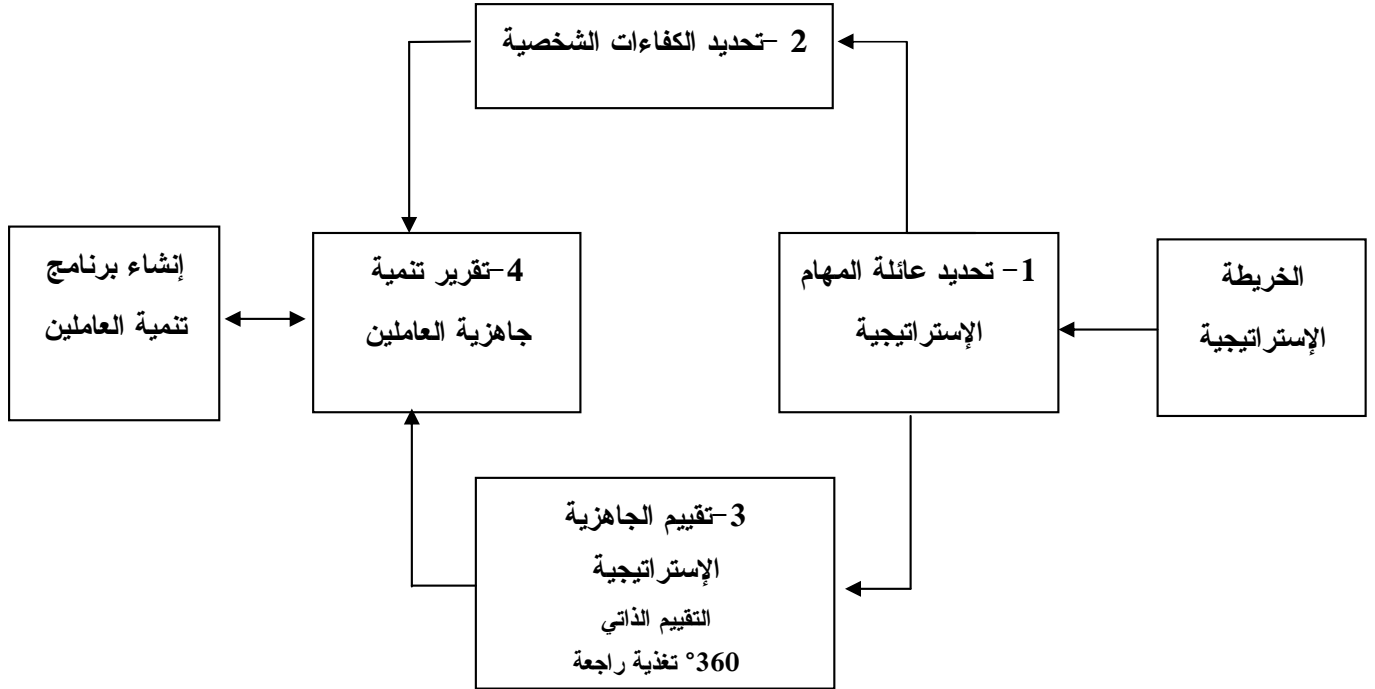 2 –تحديد الكفاءات الشخصية
الخريطة
الإستراتيجية
1– تحديد عائلة المهام
الإستراتيجية
4–تقرير تنمية
جاهزية العاملين
إنشاء برنامج
تنمية العاملين
3–تقييم الجاهزية
الإستراتيجية
التقييم الذاتي
360° تغذية راجعة